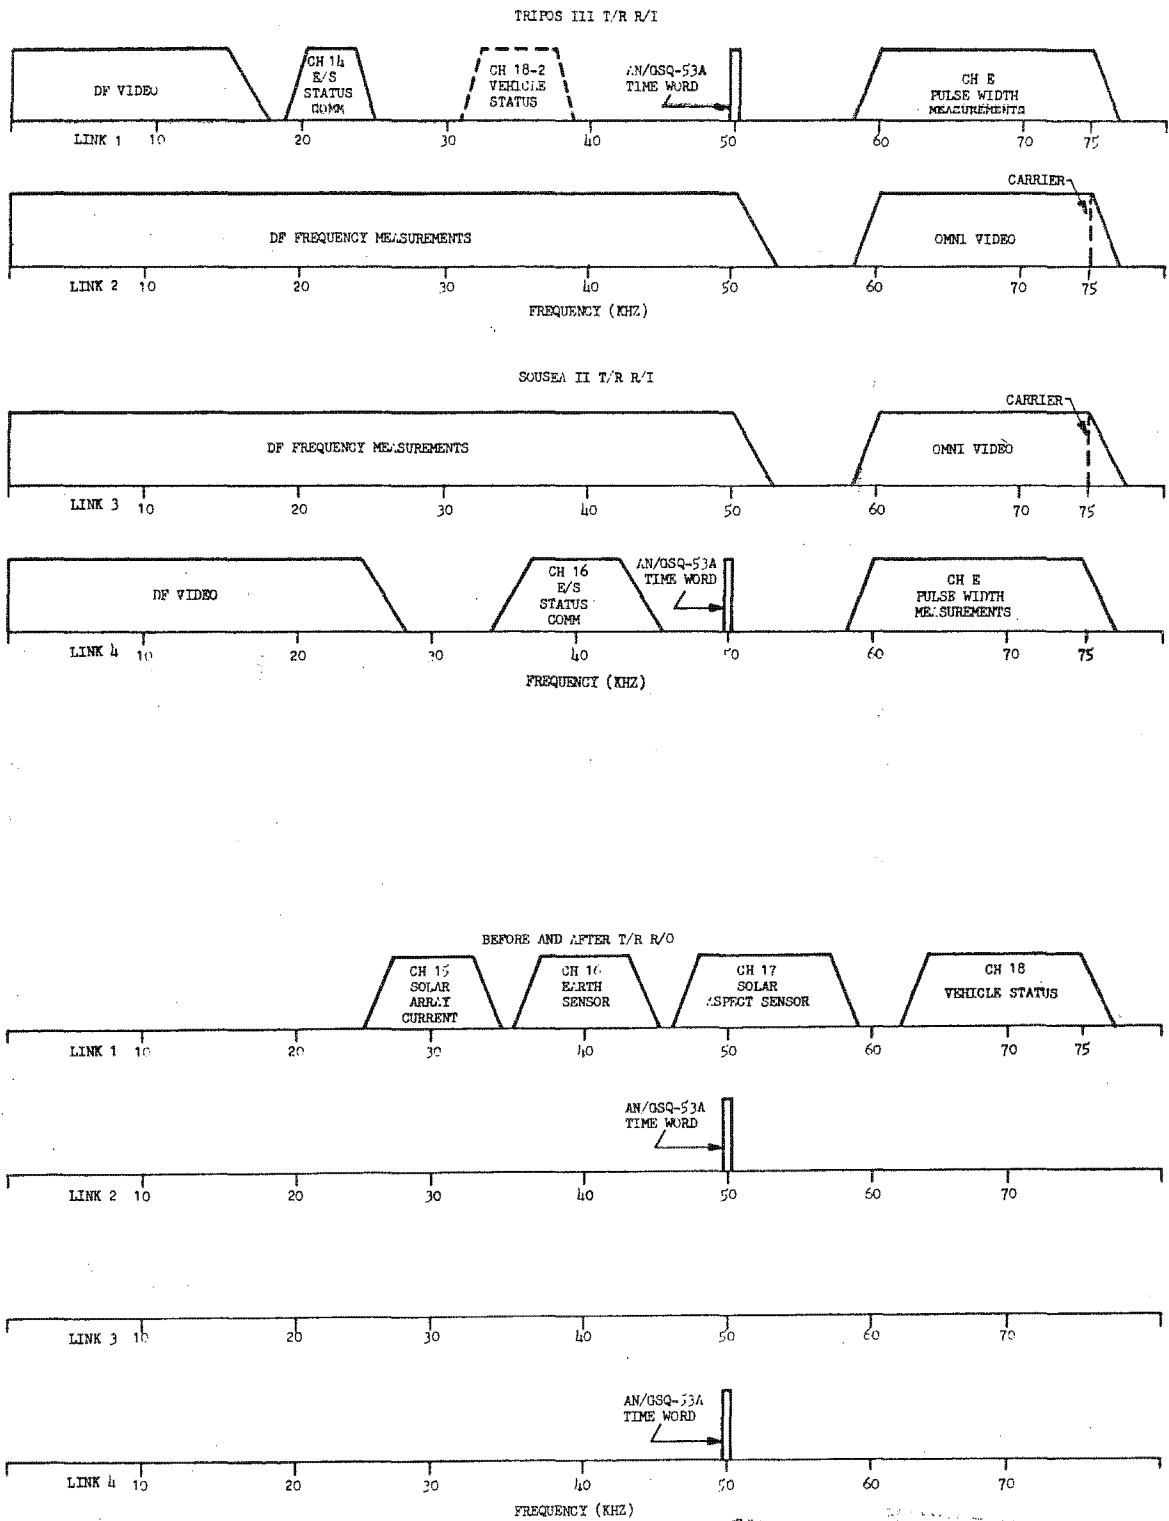 TRIPOS III T/R R/I
DF VIDEO
CH 14
E/S
STATUS
COMM
CH 18-2
VEHICLE
STATUS
AN/GSQ-53A
TIME WORD
CH E
PULSE WIDTH
MEASUREMENTS
LINK 1 10 20 30 40 50 60 70 75
CARRIER
DF FREQUENCY MEASUREMENTS
OMNI VIDEO
LINK 2 10 20 30 40 50 60 70 75
FREQUENCY (KHZ)
SOUSEA II T/R R/I
CARRIER
DF FREQUENCY MEASUREMENTS
OMNI VIDEO
LINK 3 10 20 30 40 50 60 70 75
DF VIDEO
CH 16
E/S
STATUS
COMM
AN/GSQ-53A
TIME WORD
CH E
PULSE WIDTH
MEASUREMENTS
LINK 4 10 20 30 40 50 60 70 75
FREQUENCY (KHZ)
BEFORE AND AFTER T/R R/O
CH 15
SOLAR
ARRAY
CURRENT
CH 16
EARTH
SENSOR
CH 17
SOLAR
ASPECT SENSOR
CH 18
VEHICLE STATUS
LINK 1 10 20 30 40 50 60 70 75
AN/GSQ-53A
TIME WORD
LINK 2 10 20 30 40 50 60 70
LINK 3 10 20 30 40 50 60 70
AN/GSQ-53A
TIME WORD
LINK 4 10 20 30 40 50 60 70
FREQUENCY (KHZ)